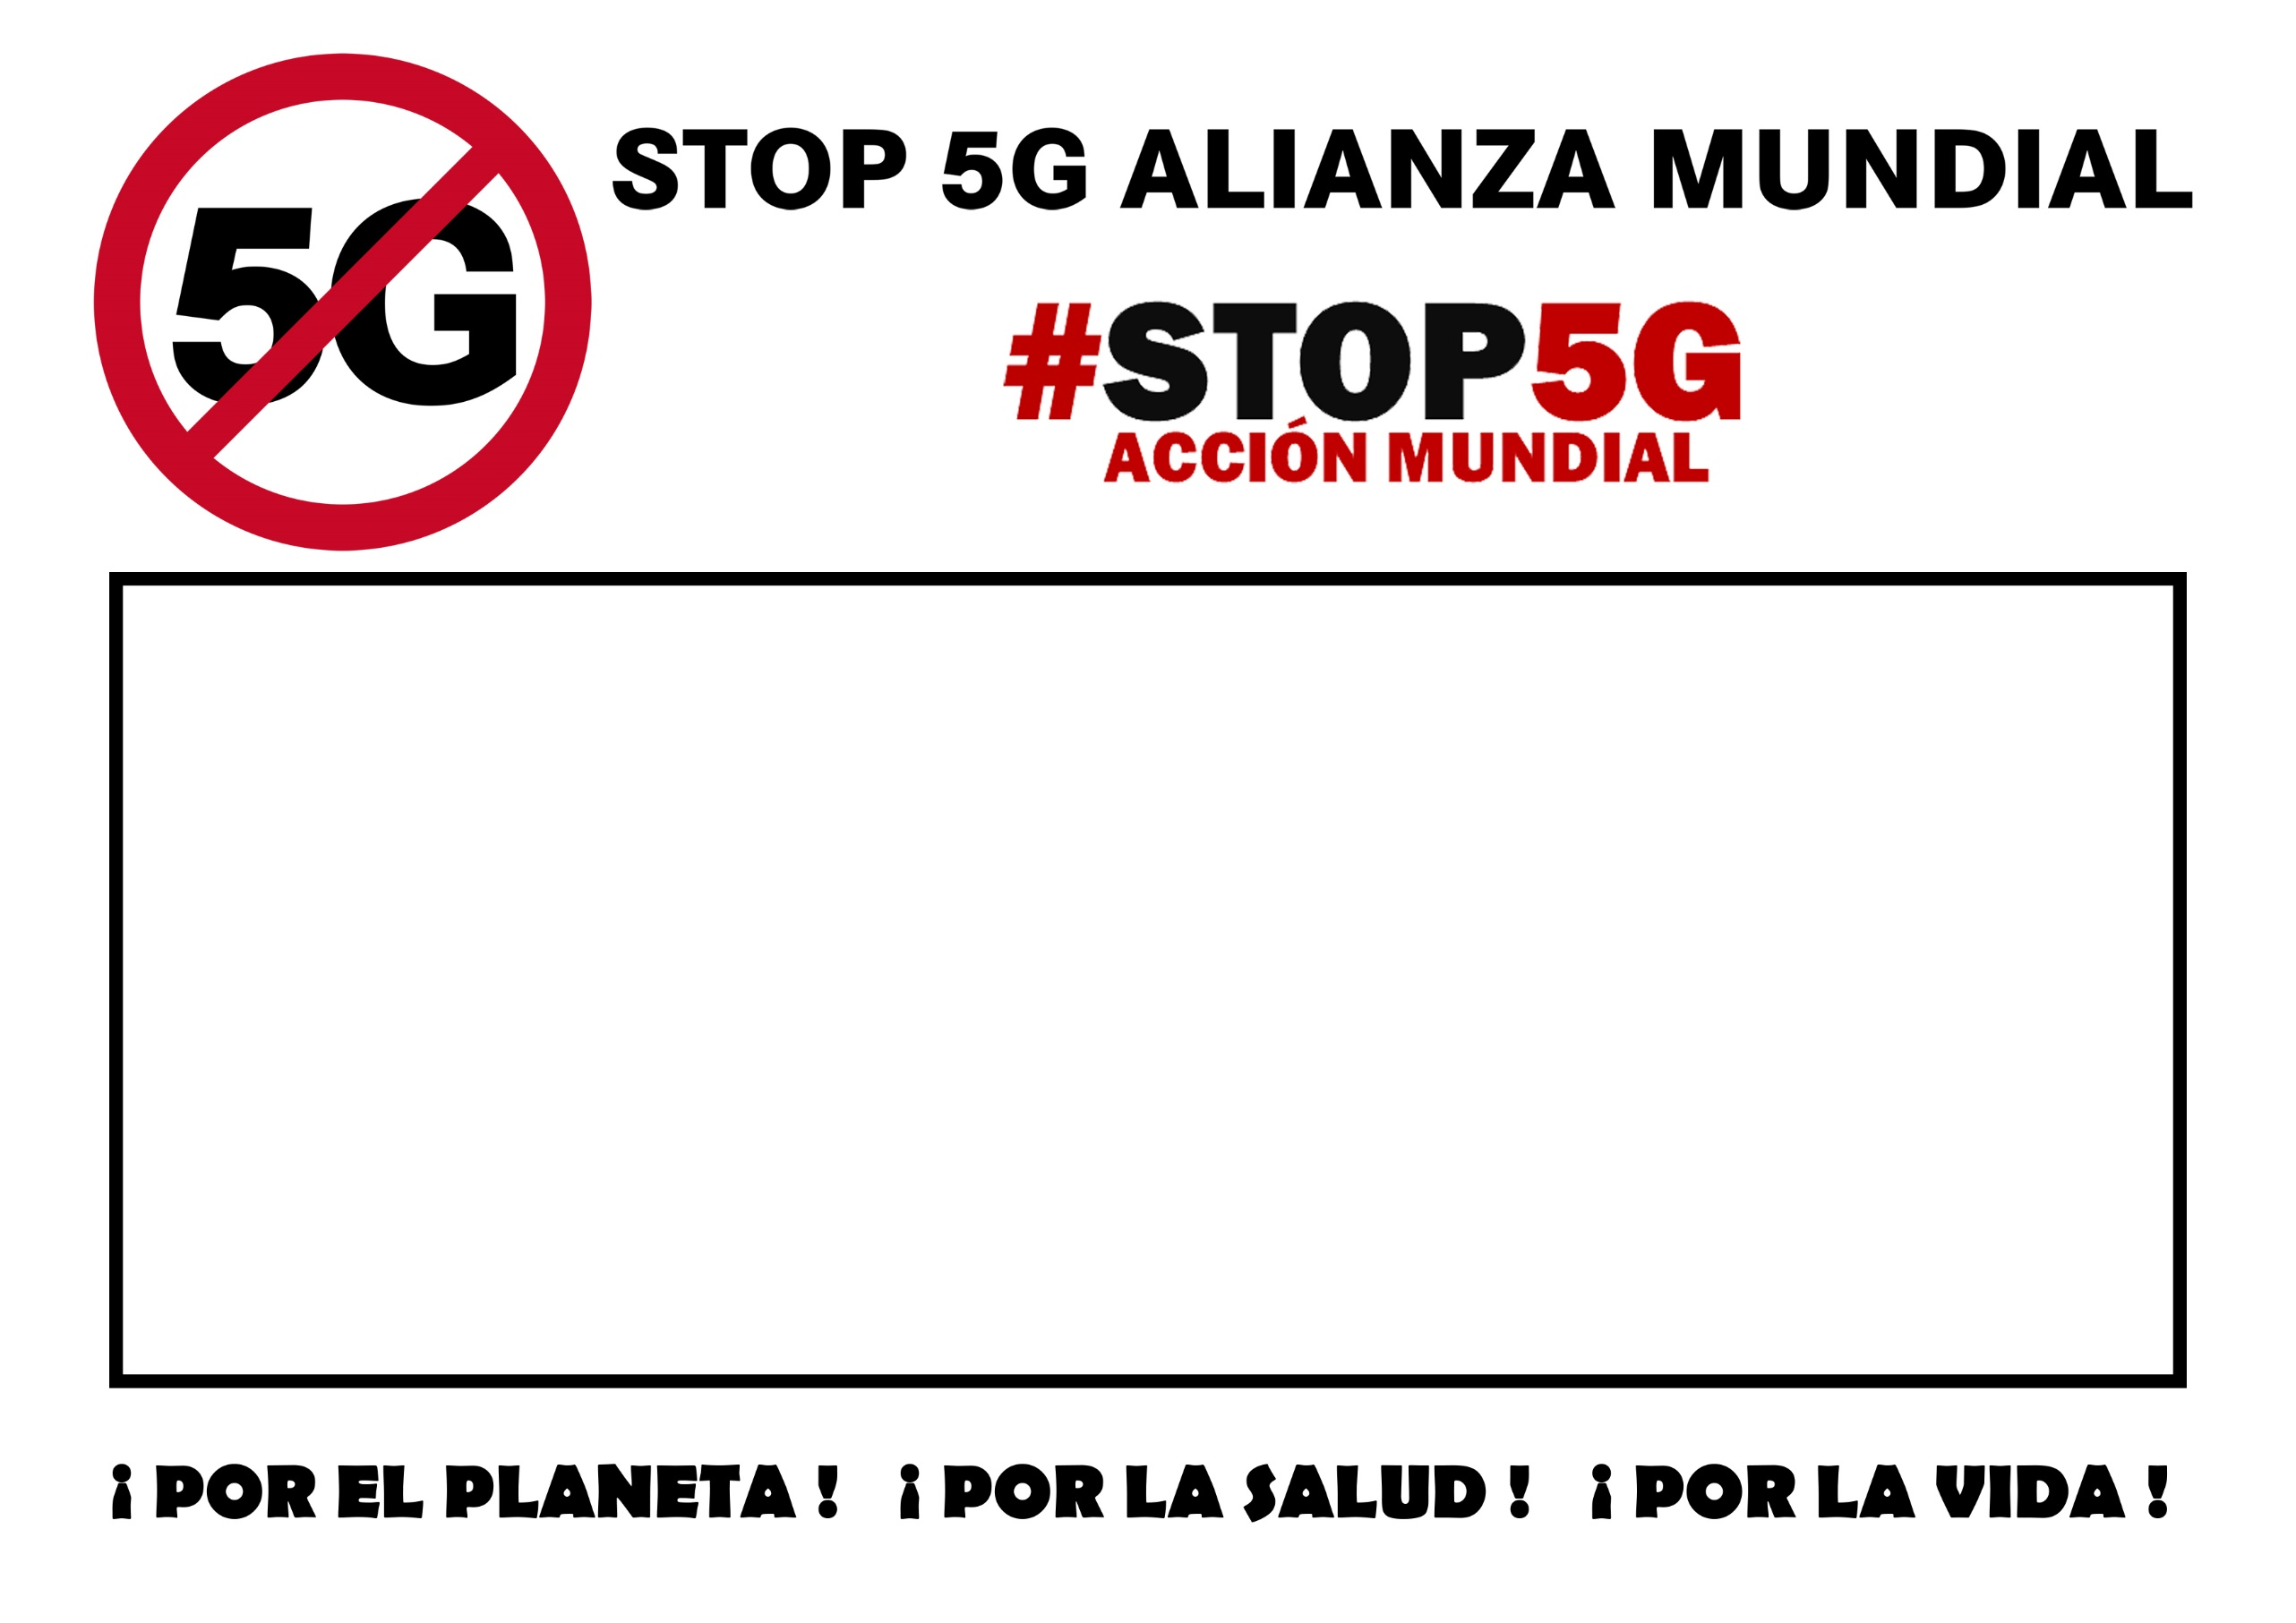 5G
STOP 5G ALIANZA MUNDIAL
#STOP5G
ACCIÓN MUNDIAL
¡POR EL PLANETA! ¡POR LA SALUD! ¡POR LA VIDA!